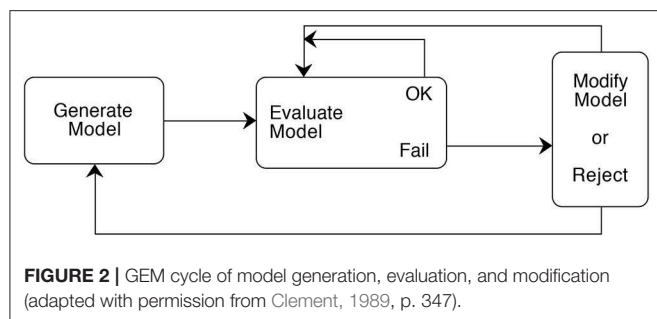 Generate
Model
Evaluate
Model
OK
Fail
Modify
Model
or
Reject
FIGURE 2 | GEM cycle of model generation, evaluation, and modification
(adapted with permission from Clement, 1989, p. 347).